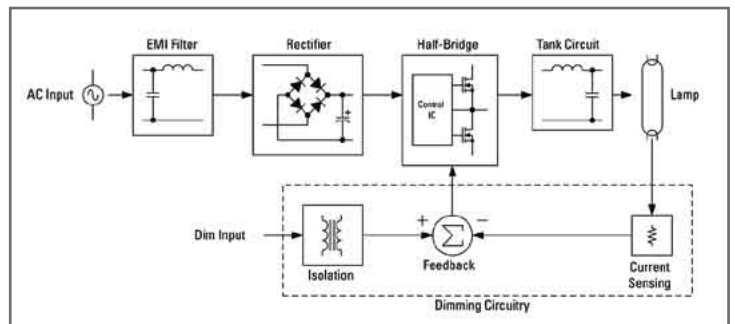 EMI Filter
Rectifier
Half-Bridge
Tank Circuit
AC Input
Control
IC
Lamp
Dim Input
Isolation
+
Σ
−
Feedback
Current
Sensing
Dimming Circuitry